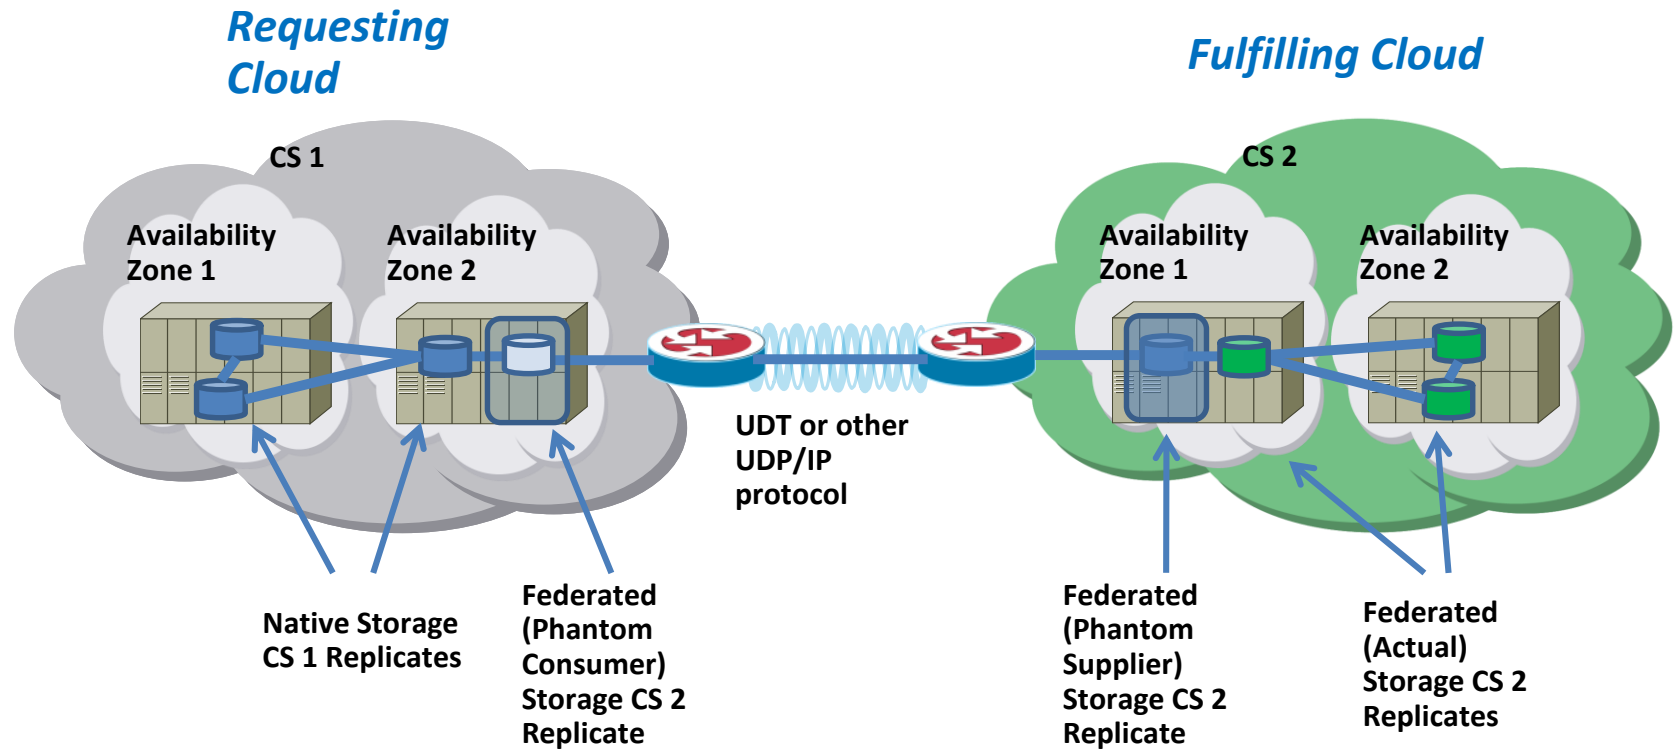 Requesting
Cloud
Fulfilling Cloud
CS 1
CS 2
Availability
Zone 1
Availability
Zone 2
Availability
Zone 1
Availability
Zone 2
UDT or other
UDP/IP
protocol
Native Storage
CS 1 Replicates
Federated
(Phantom
Consumer)
Storage CS 2
Replicate
Federated
(Phantom
Supplier)
Storage CS 2
Replicate
Federated
(Actual)
Storage CS 2
Replicates